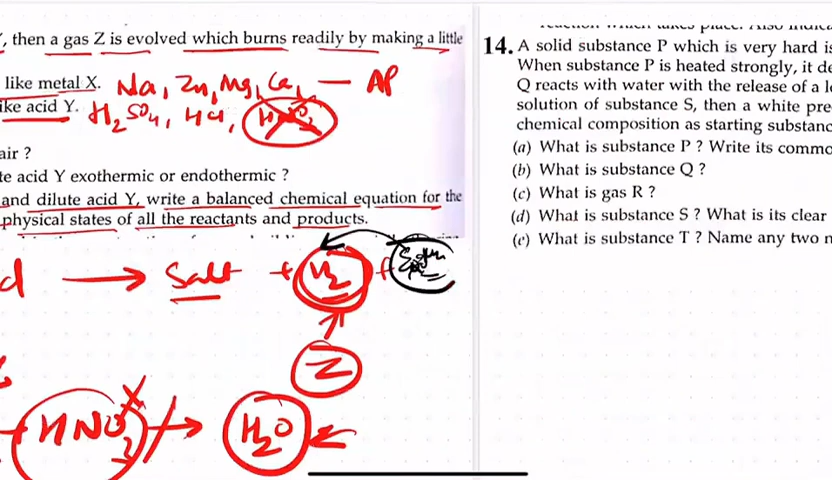 , then a gas Z is evolved which burns readily by making a little
like metal X. Na, Zn, Mg, Ca, — AP
ike acid Y. H2SO4, HCl,
air ?
te acid Y exothermic or endothermic ?
and dilute acid Y, write a balanced chemical equation for the
physical states of all the reactants and products.
d → Salt + H2 +
Z
+ HNO3 → H2O
14. A solid substance P which is very hard is
When substance P is heated strongly, it de
Q reacts with water with the release of a l
solution of substance S, then a white pre
chemical composition as starting substanc
(a) What is substance P ? Write its commo
(b) What is substance Q ?
(c) What is gas R ?
(d) What is substance S ? What is its clear
(e) What is substance T ? Name any two n